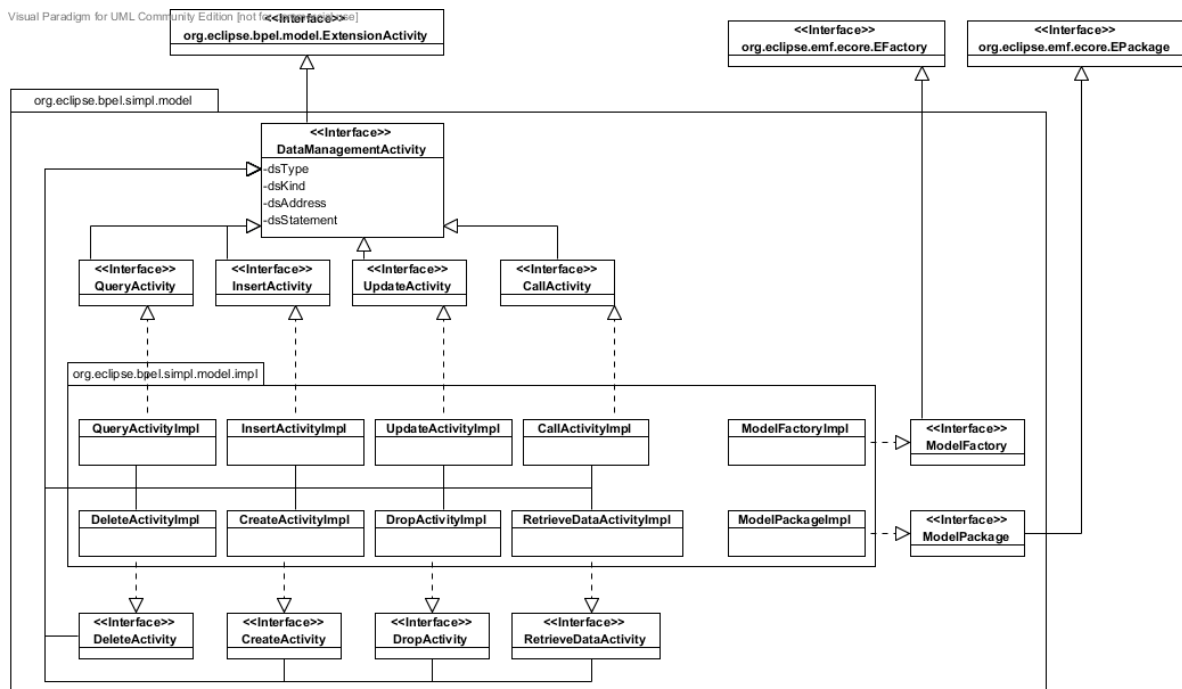 Visual Paradigm for UML Community Edition [not for
<<Interface>>
org.eclipse.bpel.model.ExtensionActivity
<<Interface>>
org.eclipse.emf.ecore.EFactory
<<Interface>>
org.eclipse.emf.ecore.EPackage
org.eclipse.bpel.simpl.model
<<Interface>>
DataManagementActivity
-dsType
-dsKind
-dsAddress
-dsStatement
<<Interface>>
QueryActivity
<<Interface>>
InsertActivity
<<Interface>>
UpdateActivity
<<Interface>>
CallActivity
org.eclipse.bpel.simpl.model.impl
QueryActivityImpl
InsertActivityImpl
UpdateActivityImpl
CallActivityImpl
ModelFactoryImpl
<<Interface>>
ModelFactory
DeleteActivityImpl
CreateActivityImpl
DropActivityImpl
RetrieveDataActivityImpl
ModelPackageImpl
<<Interface>>
ModelPackage
<<Interface>>
DeleteActivity
<<Interface>>
CreateActivity
<<Interface>>
DropActivity
<<Interface>>
RetrieveDataActivity